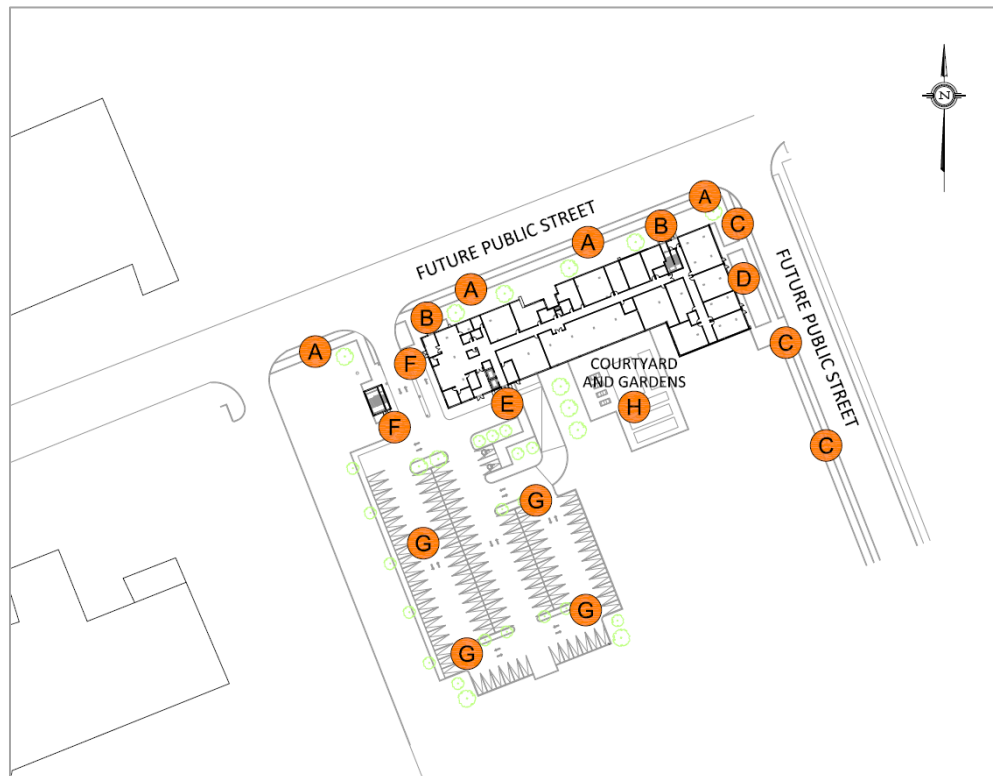 N
A
FUTURE PUBLIC STREET
B
C
A
A
D
FUTURE PUBLIC STREET
B
A
F
C
COURTYARD
AND GARDENS
E
H
F
C
G
G
G
G